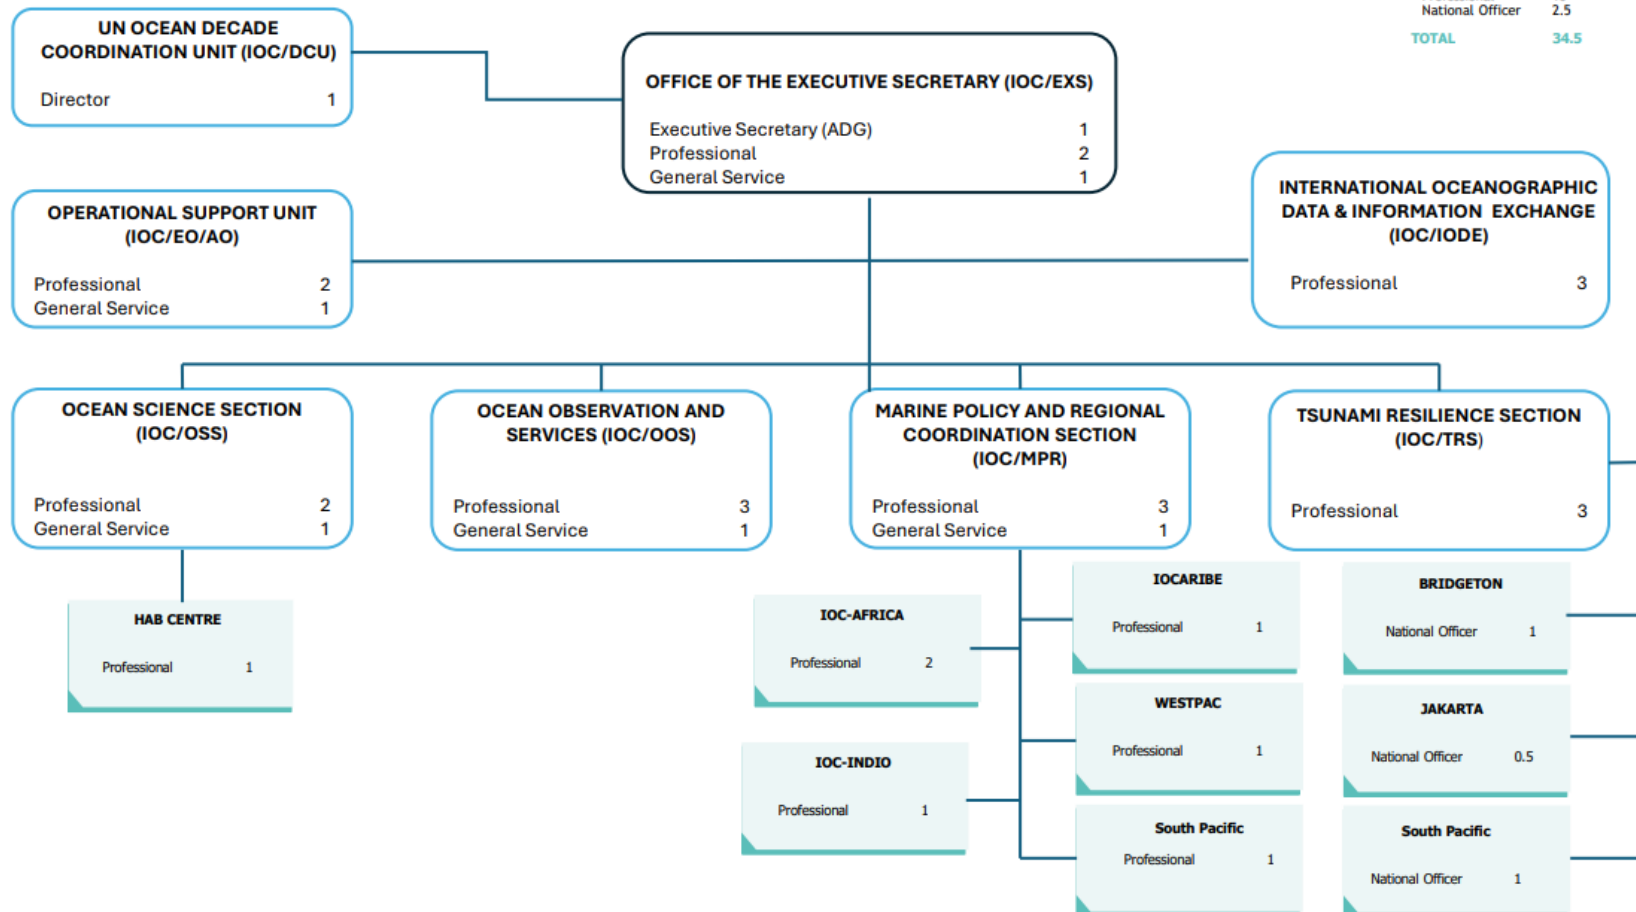 National Officer 2.5
TOTAL 34.5
UN OCEAN DECADE
COORDINATION UNIT (IOC/DCU)
Director 1
OFFICE OF THE EXECUTIVE SECRETARY (IOC/EXS)
Executive Secretary (ADG) 1
Professional 2
General Service 1
OPERATIONAL SUPPORT UNIT
(IOC/EO/AO)
Professional 2
General Service 1
INTERNATIONAL OCEANOGRAPHIC
DATA & INFORMATION EXCHANGE
(IOC/IODE)
Professional 3
OCEAN SCIENCE SECTION
(IOC/OSS)
Professional 2
General Service 1
OCEAN OBSERVATION AND
SERVICES (IOC/OOS)
Professional 3
General Service 1
MARINE POLICY AND REGIONAL
COORDINATION SECTION
(IOC/MPR)
Professional 3
General Service 1
TSUNAMI RESILIENCE SECTION
(IOC/TRS)
Professional 3
HAB CENTRE
Professional 1
IOC-AFRICA
Professional 2
IOC-INDIO
Professional 1
IOCARIBE
Professional 1
WESTPAC
Professional 1
South Pacific
Professional 1
BRIDGETON
National Officer 1
JAKARTA
National Officer 0.5
South Pacific
National Officer 1